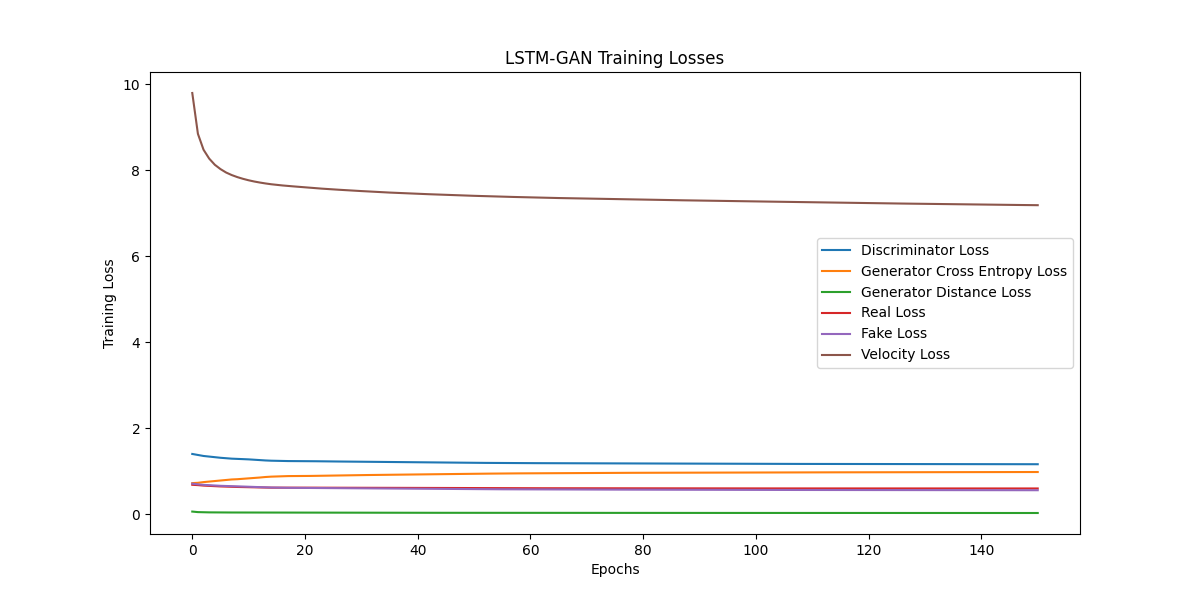 LSTM-GAN Training Losses
10
8
6
4
2
0
Training Loss
Discriminator Loss
Generator Cross Entropy Loss
Generator Distance Loss
Real Loss
Fake Loss
Velocity Loss
0 20 40 60 80 100 120 140
Epochs